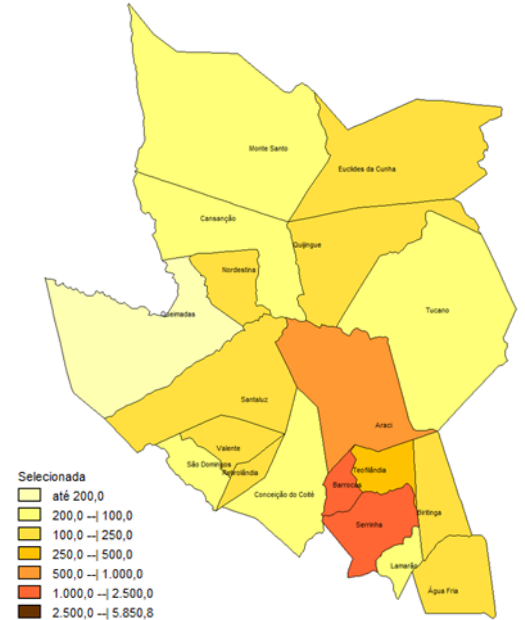 Monte Santo
Euclides da Cunha
Cansanção
Quijingue
Nordestina
Tucano
Queimadas
Santaluz
Araci
Valente
São Domingos
Retirolândia
Teofilândia
Barrocas
Conceição do Coité
Biritinga
Serrinha
Lamarão
Água Fria
Selecionada
até 200,0
200,0 --| 100,0
100,0 --| 250,0
250,0 --| 500,0
500,0 --| 1.000,0
1.000,0 --| 2.500,0
2.500,0 --| 5.850,8